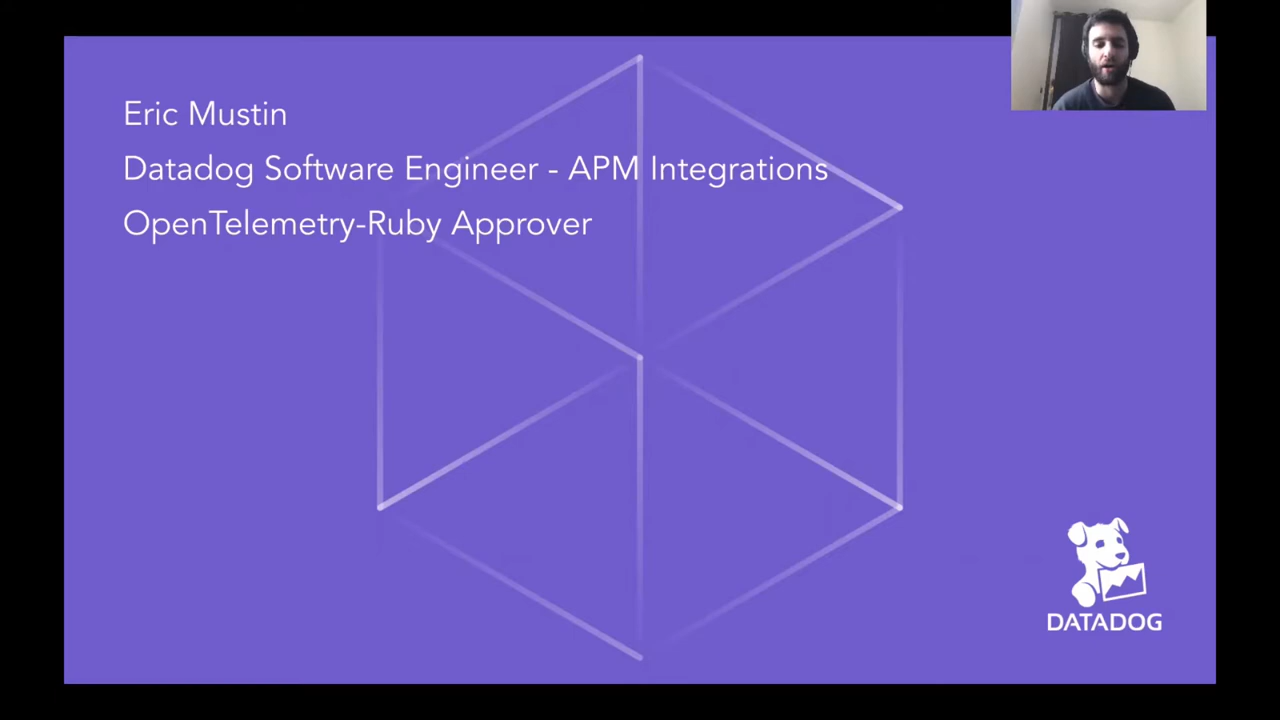 Eric Mustin
Datadog Software Engineer - APM Integrations
OpenTelemetry-Ruby Approver
DATADOG